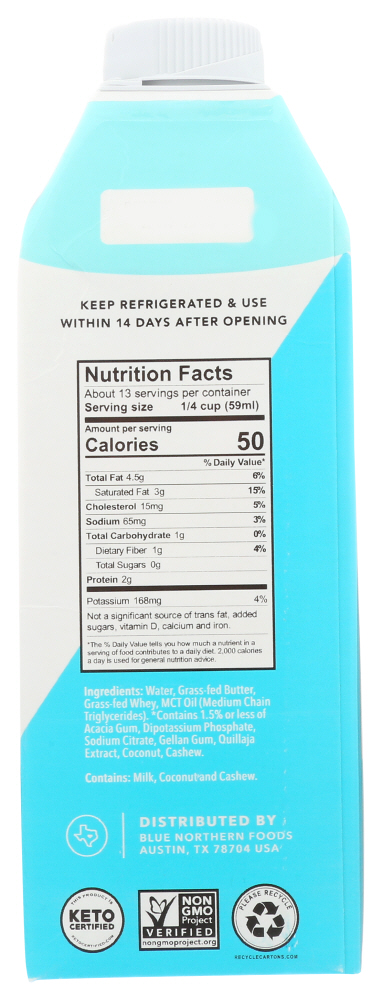 KEEP REFRIGERATED & USE
WITHIN 14 DAYS AFTER OPENING
Nutrition Facts
About 13 servings per container
Serving size 1/4 cup (59ml)
Amount per serving
Calories 50
% Daily Value*
Total Fat 4.5g 6%
Saturated Fat 3g 15%
Cholesterol 15mg 5%
Sodium 65mg 3%
Total Carbohydrate 1g 0%
Dietary Fiber 1g 4%
Total Sugars 0g
Protein 2g
Potassium 168mg 4%
Not a significant source of trans fat, added
sugars, vitamin D, calcium and iron.
*The % Daily Value tells you how much a nutrient in a
serving of food contributes to a daily diet. 2,000 calories
a day is used for general nutrition advice.
Ingredients: Water, Grass-fed Butter,
Grass-fed Whey, MCT Oil (Medium Chain
Triglycerides). *Contains 1.5% or less of
Acacia Gum, Dipotassium Phosphate,
Sodium Citrate, Gellan Gum, Quillaja
Extract, Coconut, Cashew.
Contains: Milk, Coconut and Cashew.
DISTRIBUTED BY
BLUE NORTHERN FOODS
AUSTIN, TX 78704 USA
THIS PRODUCT IS
KETO
CERTIFIED
KETOCERTIFIED.COM
NON
GMO
Project
VERIFIED
nongmoproject.org
PLEASE RECYCLE
RECYCLECARTONS.COM